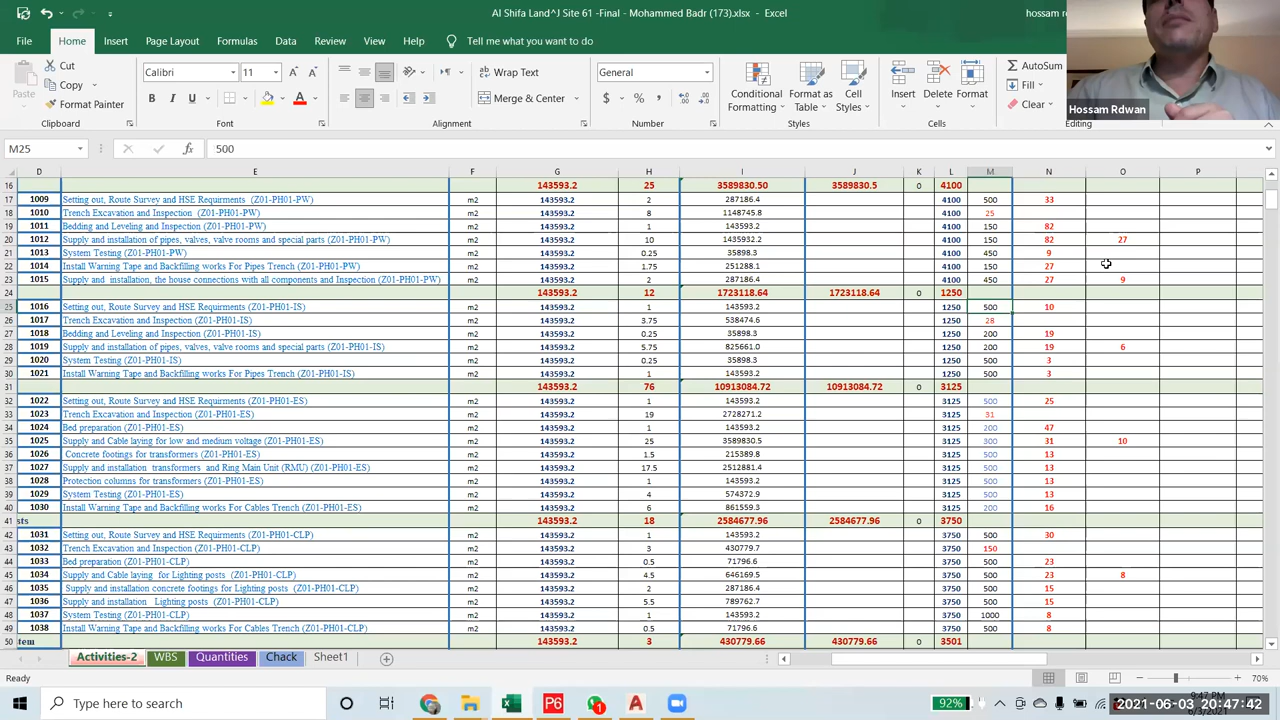 Al Shifa Land^J Site 61 -Final - Mohammed Badr (173).xlsx - Excel
hossam r
File Home Insert Page Layout Formulas Data Review View Help Tell me what you want to do
Paste Cut Copy Format Painter
Calibri 11
B I U
Wrap Text
Merge & Center
General
$ % ,
Conditional Formatting Format as Table Cell Styles
Insert Delete Format
AutoSum
Fill
Clear
Hossam Rdwan
Clipboard Font Alignment Number Styles Cells Editing
M25 fx 500
D E F G H I J K L M N O P
16 143593.2 25 3589830.50 3589830.5 0 4100
17 1009 Setting out, Route Survey and HSE Requirments (Z01-PH01-PW) m2 143593.2 2 287186.4 4100 500 33
18 1010 Trench Excavation and Inspection (Z01-PH01-PW) m2 143593.2 8 1148745.8 4100 25
19 1011 Bedding and Leveling and Inspection (Z01-PH01-PW) m2 143593.2 1 143593.2 4100 150 82
20 1012 Supply and installation of pipes, valves, valve rooms and special parts (Z01-PH01-PW) m2 143593.2 10 1435932.2 4100 150 82 27
21 1013 System Testing (Z01-PH01-PW) m2 143593.2 0.25 35898.3 4100 450 9
22 1014 Install Warning Tape and Backfilling works For Pipes Trench (Z01-PH01-PW) m2 143593.2 1.75 251288.1 4100 150 27
23 1015 Supply and installation, the house connections with all components and Inspection (Z01-PH01-PW) m2 143593.2 2 287186.4 4100 450 27 9
24 143593.2 12 1723118.64 1723118.64 0 1250
25 1016 Setting out, Route Survey and HSE Requirments (Z01-PH01-IS) m2 143593.2 1 143593.2 1250 500 10
26 1017 Trench Excavation and Inspection (Z01-PH01-IS) m2 143593.2 3.75 538474.6 1250 28
27 1018 Bedding and Leveling and Inspection (Z01-PH01-IS) m2 143593.2 0.25 35898.3 1250 200 19
28 1019 Supply and installation of pipes, valves, valve rooms and special parts (Z01-PH01-IS) m2 143593.2 5.75 825661.0 1250 200 19 6
29 1020 System Testing (Z01-PH01-IS) m2 143593.2 0.25 35898.3 1250 500 3
30 1021 Install Warning Tape and Backfilling works For Pipes Trench (Z01-PH01-IS) m2 143593.2 1 143593.2 1250 500 3
31 143593.2 76 10913084.72 10913084.72 0 3125
32 1022 Setting out, Route Survey and HSE Requirments (Z01-PH01-ES) m2 143593.2 1 143593.2 3125 500 25
33 1023 Trench Excavation and Inspection (Z01-PH01-ES) m2 143593.2 19 2728271.2 3125 31
34 1024 Bed preparation (Z01-PH01-ES) m2 143593.2 1 143593.2 3125 200 47
35 1025 Supply and Cable laying for low and medium voltage (Z01-PH01-ES) m2 143593.2 25 3589830.5 3125 300 31 10
36 1026 Concrete footings for transformers (Z01-PH01-ES) m2 143593.2 1.5 215389.8 3125 500 13
37 1027 Supply and installation transformers and Ring Main Unit (RMU) (Z01-PH01-ES) m2 143593.2 17.5 2512881.4 3125 500 13
38 1028 Protection columns for transformers (Z01-PH01-ES) m2 143593.2 1 143593.2 3125 500 13
39 1029 System Testing (Z01-PH01-ES) m2 143593.2 4 574372.9 3125 500 13
40 1030 Install Warning Tape and Backfilling works For Cables Trench (Z01-PH01-ES) m2 143593.2 6 861559.3 3125 200 16
41 sts 143593.2 18 2584677.96 2584677.96 0 3750
42 1031 Setting out, Route Survey and HSE Requirments (Z01-PH01-CLP) m2 143593.2 1 143593.2 3750 500 30
43 1032 Trench Excavation and Inspection (Z01-PH01-CLP) m2 143593.2 3 430779.7 3750 150
44 1033 Bed preparation (Z01-PH01-CLP) m2 143593.2 0.5 71796.6 3750 500 23
45 1034 Supply and Cable laying for Lighting posts (Z01-PH01-CLP) m2 143593.2 4.5 646169.5 3750 500 23 8
46 1035 Supply and installation concrete footings for Lighting posts (Z01-PH01-CLP) m2 143593.2 2 287186.4 3750 500 15
47 1036 Supply and installation Lighting posts (Z01-PH01-CLP) m2 143593.2 5.5 789762.7 3750 500 15
48 1037 System Testing (Z01-PH01-CLP) m2 143593.2 1 143593.2 3750 1000 8
49 1038 Install Warning Tape and Backfilling works For Cables Trench (Z01-PH01-CLP) m2 143593.2 0.5 71796.6 3750 500 8
50 tem 143593.2 3 430779.66 430779.66 0 3501
Activities-2 WBS Quantities Chack Sheet1
Ready 70%
Type here to search
92%
2021-06-03 20:47:42